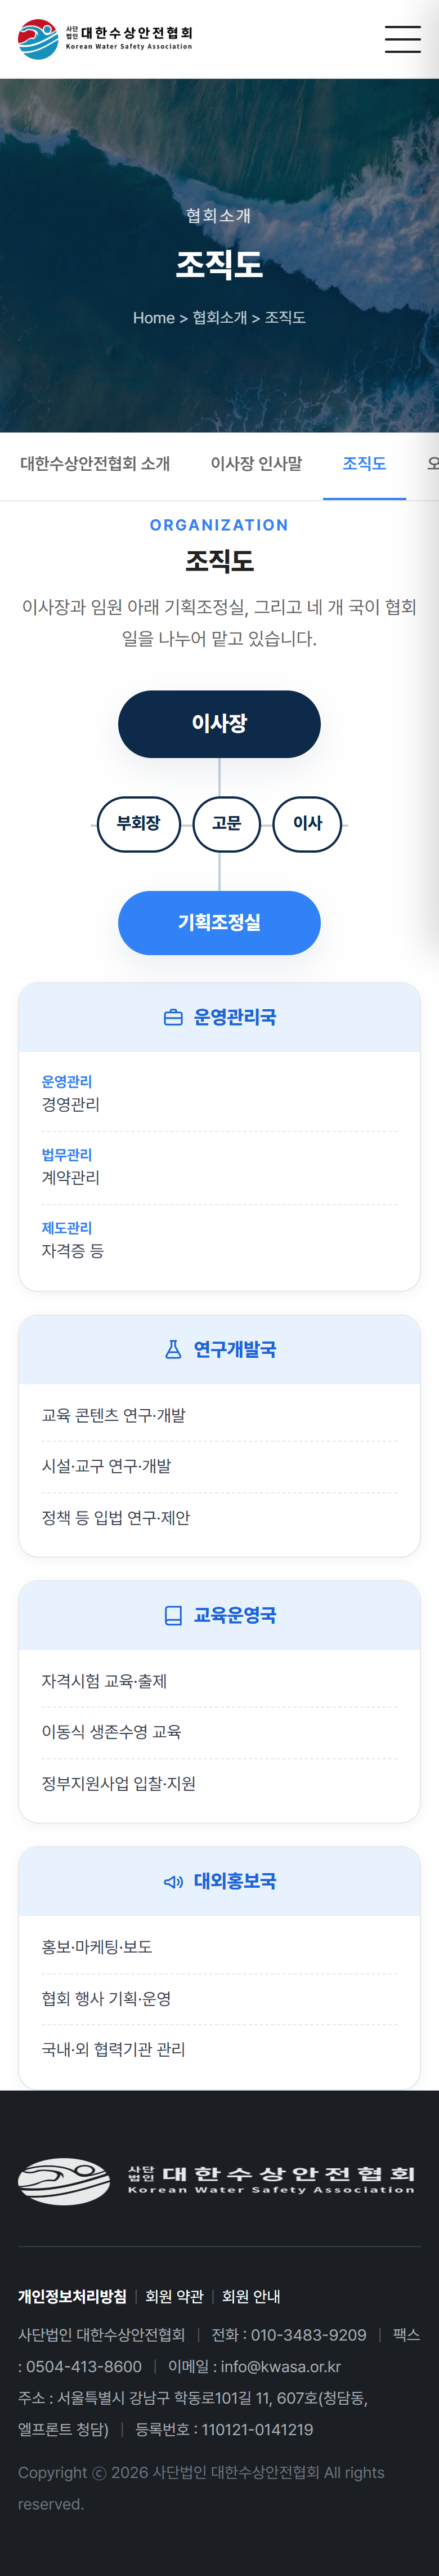 사단법인 대한수상안전협회
Korean Water Safety Association
협회소개
조직도
Home > 협회소개 > 조직도
대한수상안전협회 소개 이사장 인사말 조직도 오
ORGANIZATION
조직도
이사장과 임원 아래 기획조정실, 그리고 네 개 국이 협회
일을 나누어 맡고 있습니다.
이사장
부회장 고문 이사
기획조정실
운영관리국
운영관리
경영관리
법무관리
계약관리
제도관리
자격증 등
연구개발국
교육 콘텐츠 연구·개발
시설·교구 연구·개발
정책 등 입법 연구·제안
교육운영국
자격시험 교육·출제
이동식 생존수영 교육
정부지원사업 입찰·지원
대외홍보국
홍보·마케팅·보도
협회 행사 기획·운영
국내·외 협력기관 관리
사단법인 대한수상안전협회
Korean Water Safety Association
개인정보처리방침 | 회원 약관 | 회원 안내
사단법인 대한수상안전협회 | 전화 : 010-3483-9209 | 팩스
: 0504-413-8600 | 이메일 : info@kwasa.or.kr
주소 : 서울특별시 강남구 학동로101길 11, 607호(청담동,
엘프론트 청담) | 등록번호 : 110121-0141219
Copyright ⓒ 2026 사단법인 대한수상안전협회 All rights
reserved.